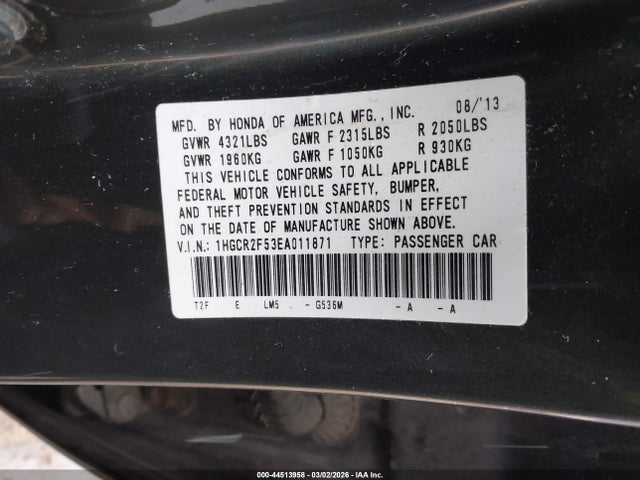 MFD. BY HONDA OF AMERICA MFG., INC. 08/'13
GVWR 4321LBS GAWR F 2315LBS R 2050LBS
GVWR 1960KG GAWR F 1050KG R 930KG
THIS VEHICLE CONFORMS TO ALL APPLICABLE
FEDERAL MOTOR VEHICLE SAFETY, BUMPER,
AND THEFT PREVENTION STANDARDS IN EFFECT
ON THE DATE OF MANUFACTURE SHOWN ABOVE.
V.I.N.: 1HGCR2F53EA011871 TYPE: PASSENGER CAR
T2F E LM5 . - G536M - A - A
000-44513958 - 03/02/2026 - IAA Inc.